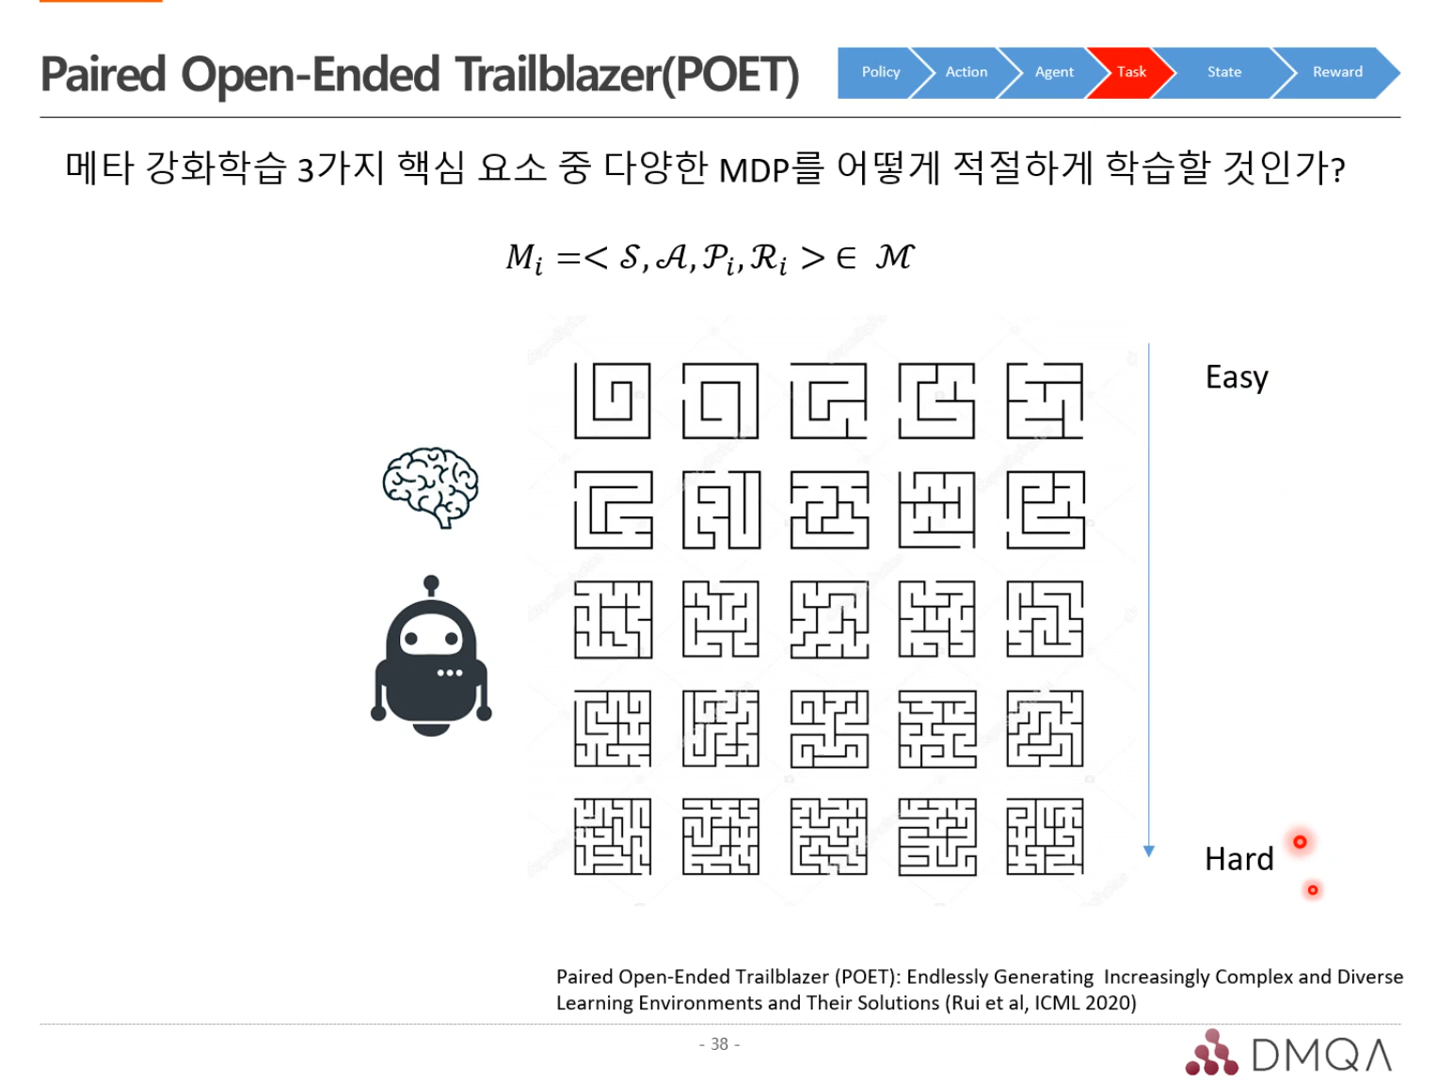 Paired Open-Ended Trailblazer(POET)
Policy
Action
Agent
Task
State
Reward
메타 강화학습 3가지 핵심 요소 중 다양한 MDP를 어떻게 적절하게 학습할 것인가?
M_i =< 𝒮, 𝒜, 𝒫_i, ℛ_i > ∈ ℳ
Easy
Hard
Paired Open-Ended Trailblazer (POET): Endlessly Generating Increasingly Complex and Diverse
Learning Environments and Their Solutions (Rui et al, ICML 2020)
- 38 -
DMQA